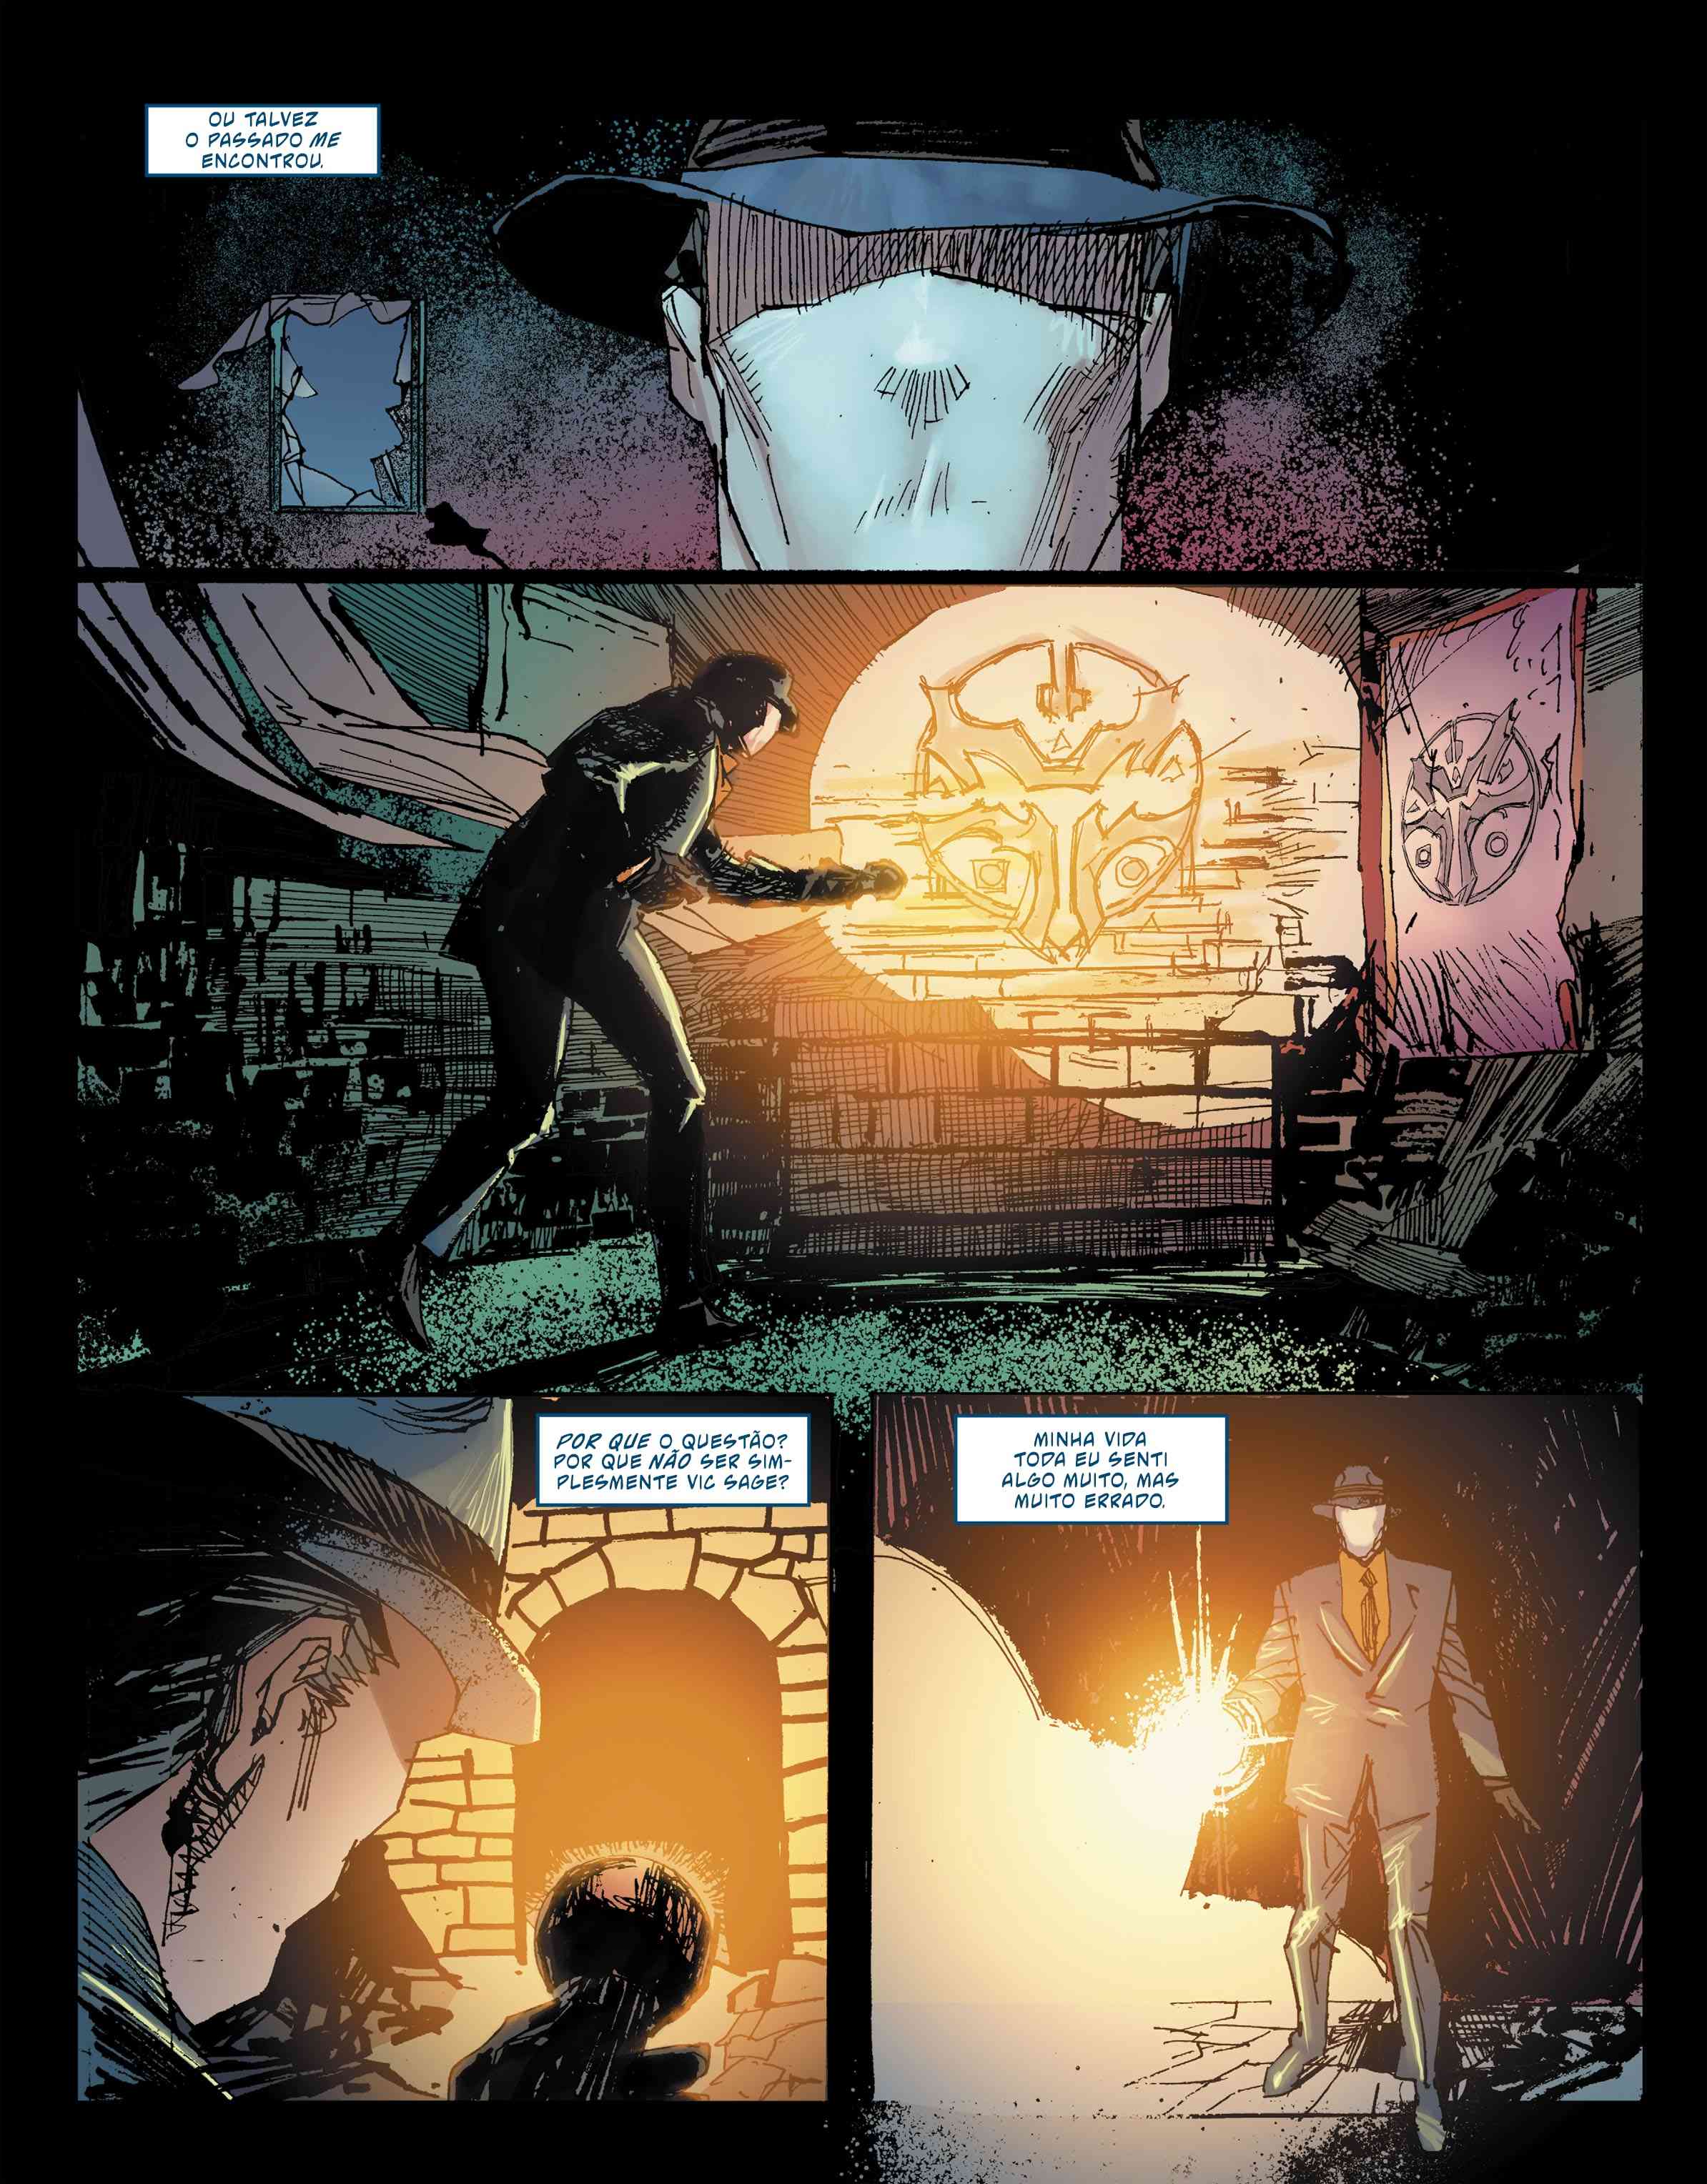 OU TALVEZ
O PASSADO ME
ENCONTROU.
POR QUE O QUESTÃO?
POR QUE NÃO SER SIM-
PLESMENTE VIC SAGE?
MINHA VIDA
TODA EU SENTI
ALGO MUITO, MAS
MUITO ERRADO.